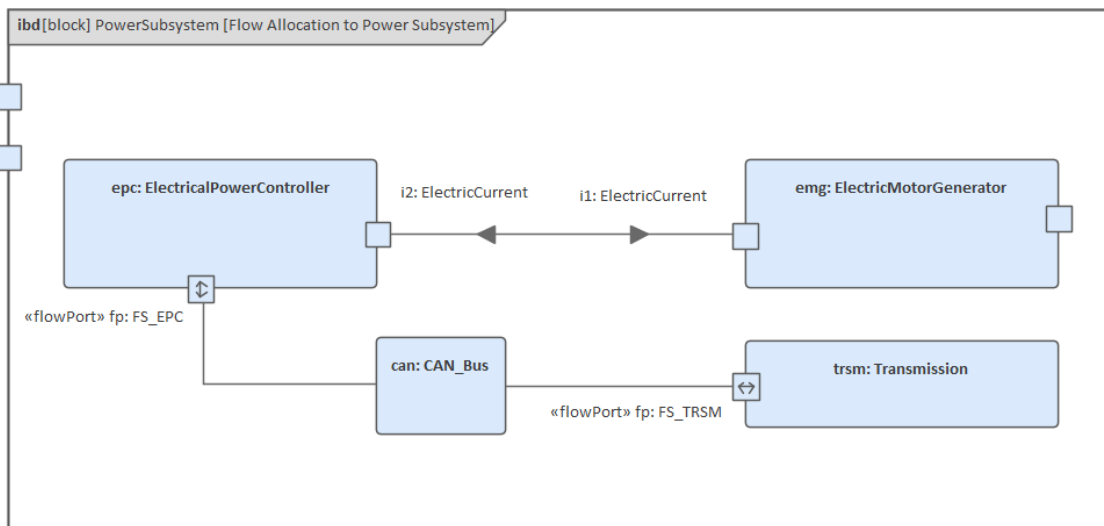 ibd[block] PowerSubsystem [Flow Allocation to Power Subsystem]
epc: ElectricalPowerController
i2: ElectricCurrent
i1: ElectricCurrent
emg: ElectricMotorGenerator
«flowPort» fp: FS_EPC
can: CAN_Bus
trsm: Transmission
«flowPort» fp: FS_TRSM